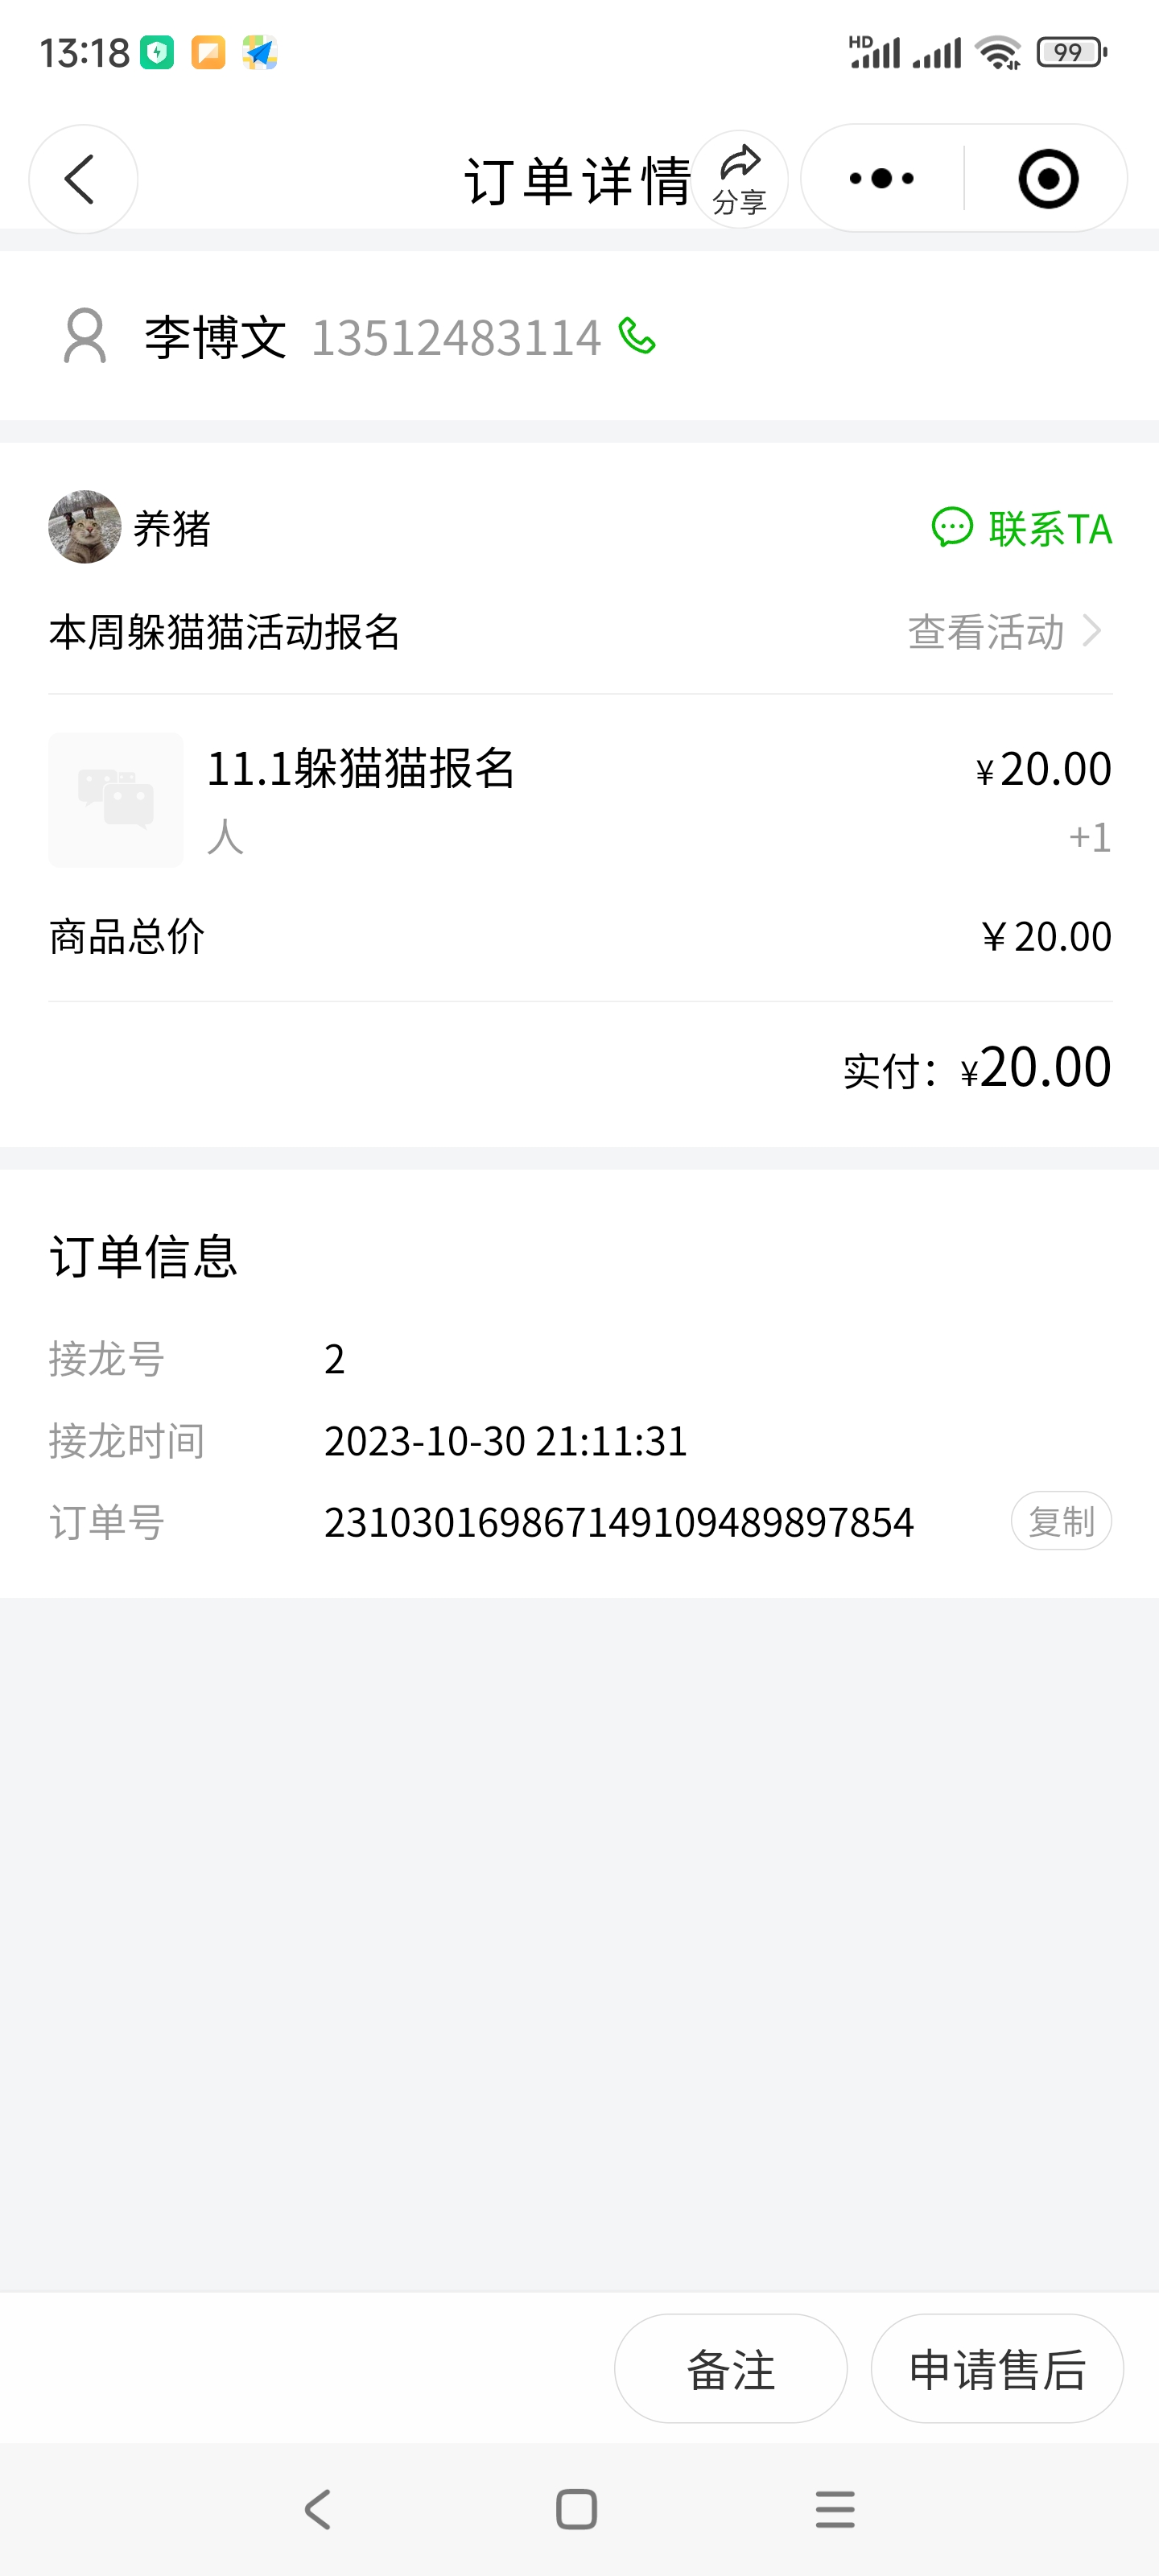 13:18 HD 99
订单详情 分享
李博文 13512483114
养猪 联系TA
本周躲猫猫活动报名 查看活动
11.1躲猫猫报名 ¥20.00
人 +1
商品总价 ￥20.00
实付：¥20.00
订单信息
接龙号 2
接龙时间 2023-10-30 21:11:31
订单号 231030169867149109489897854 复制
备注 申请售后